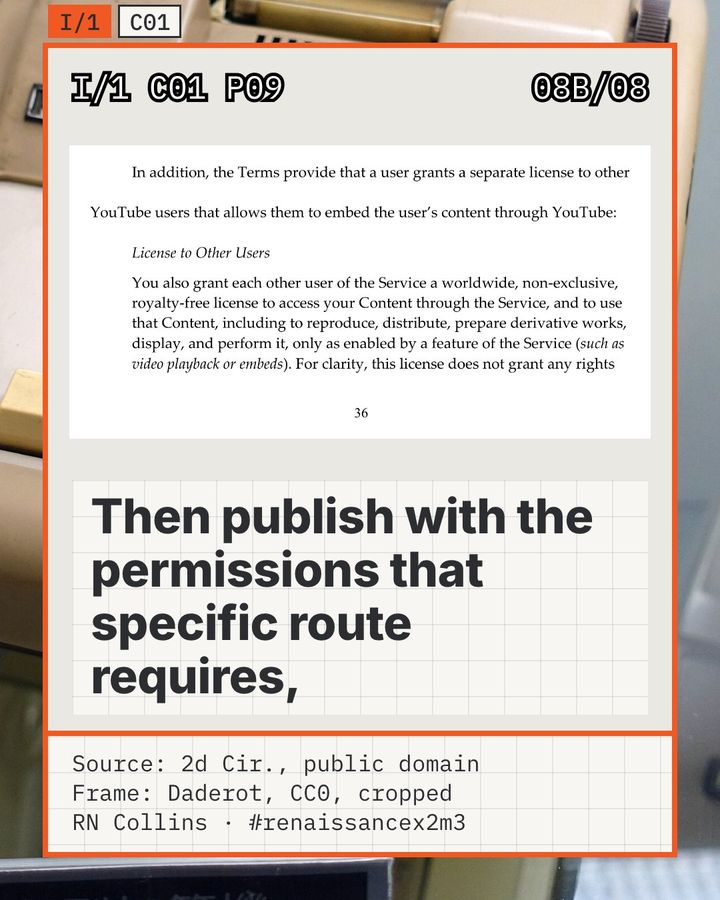 I/1 C01
I/1 C01 P09 08B/08
In addition, the Terms provide that a user grants a separate license to other
YouTube users that allows them to embed the user’s content through YouTube:
License to Other Users
You also grant each other user of the Service a worldwide, non-exclusive,
royalty-free license to access your Content through the Service, and to use
that Content, including to reproduce, distribute, prepare derivative works,
display, and perform it, only as enabled by a feature of the Service (such as
video playback or embeds). For clarity, this license does not grant any rights
36
Then publish with the
permissions that
specific route
requires,
Source: 2d Cir., public domain
Frame: Daderot, CC0, cropped
RN Collins · #renaissancex2m3